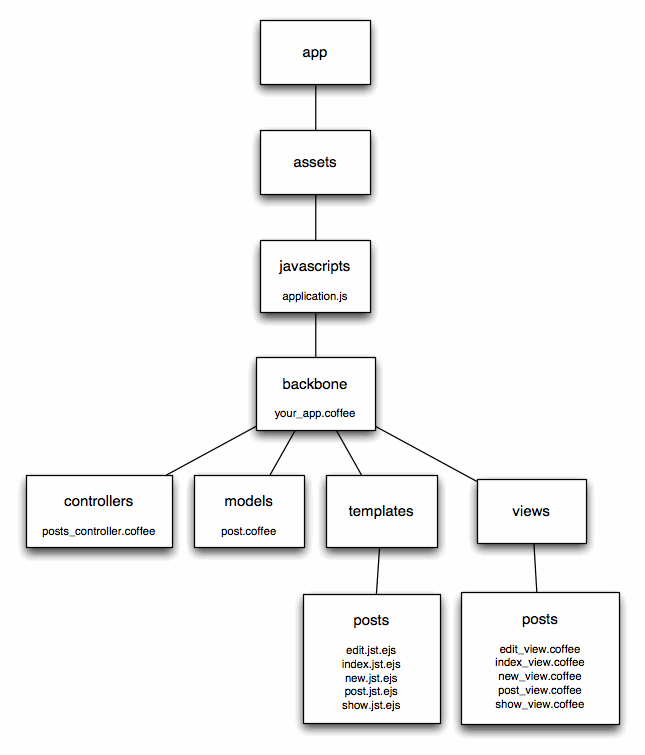 app
assets
javascripts
application.js
backbone
your_app.coffee
controllers
posts_controller.coffee
models
post.coffee
templates
views
posts
edit.jst.ejs
index.jst.ejs
new.jst.ejs
post.jst.ejs
show.jst.ejs
posts
edit_view.coffee
index_view.coffee
new_view.coffee
post_view.coffee
show_view.coffee